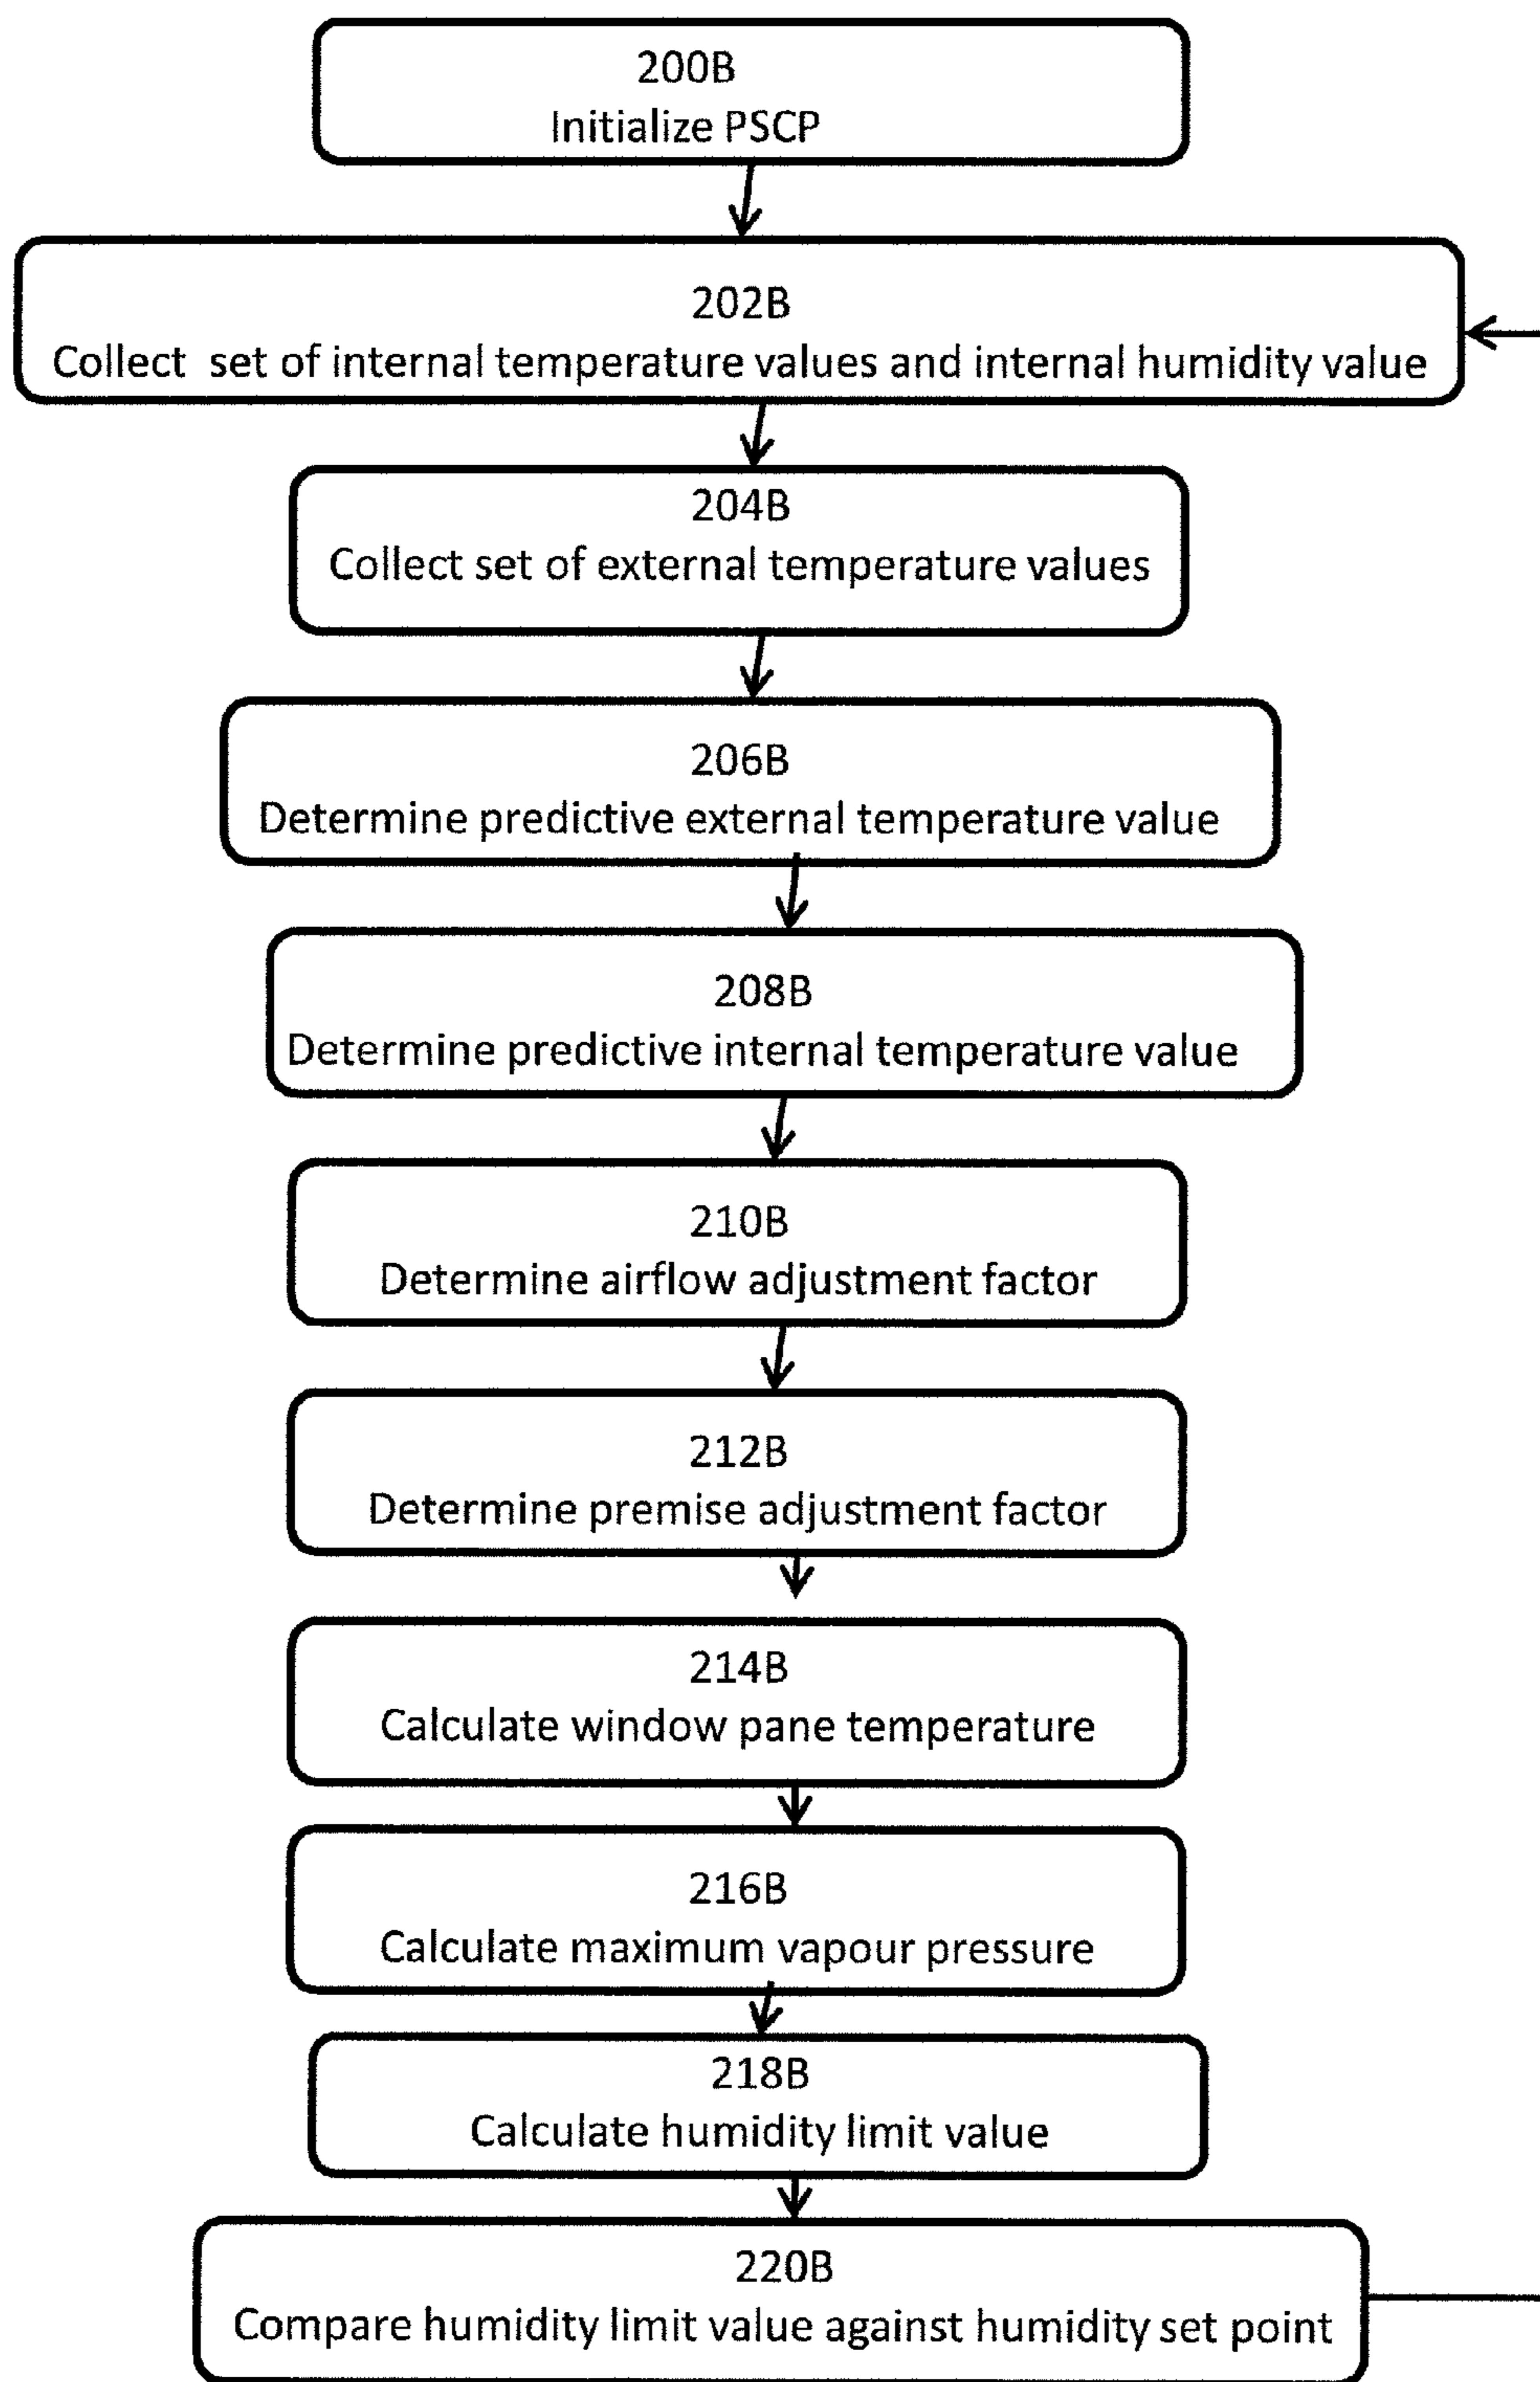 200B
Initialize PSCP
202B
Collect set of internal temperature values and internal humidity value
204B
Collect set of external temperature values
206B
Determine predictive external temperature value
208B
Determine predictive internal temperature value
210B
Determine airflow adjustment factor
212B
Determine premise adjustment factor
214B
Calculate window pane temperature
216B
Calculate maximum vapour pressure
218B
Calculate humidity limit value
220B
Compare humidity limit value against humidity set point